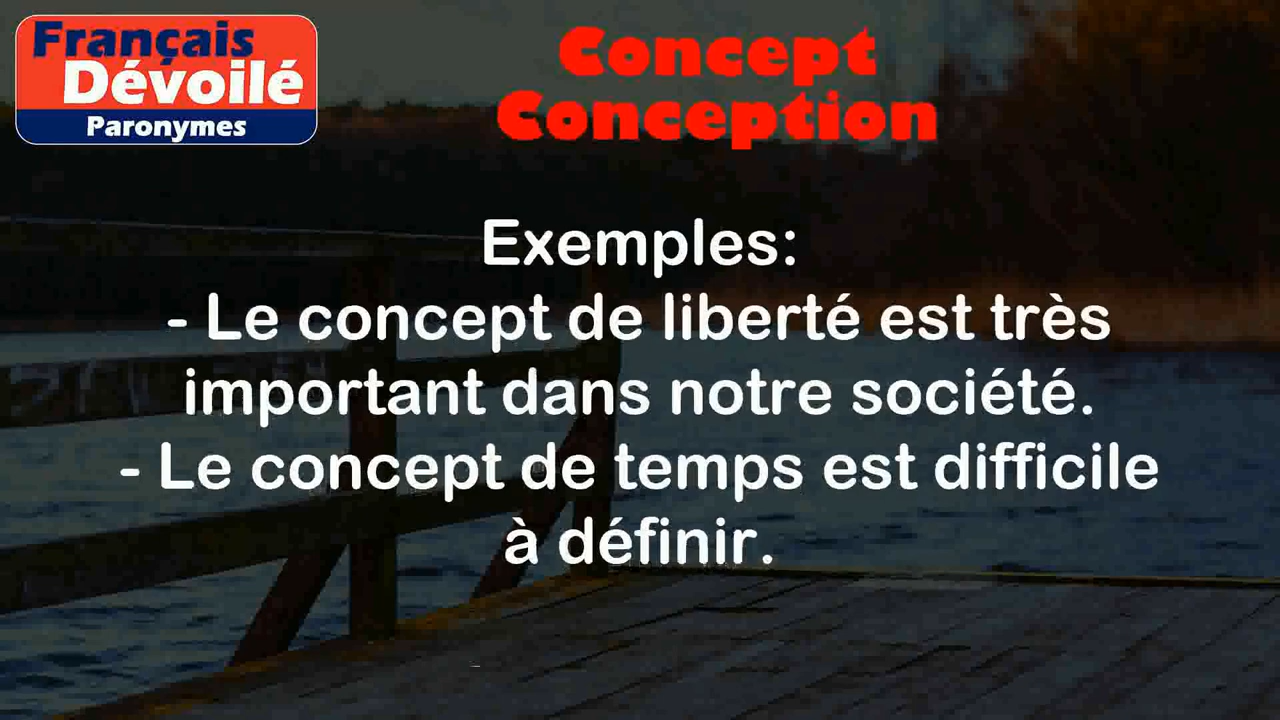 Français
Dévoilé
Paronymes
Concept
Conception
Exemples:
- Le concept de liberté est très
important dans notre société.
- Le concept de temps est difficile
à définir.